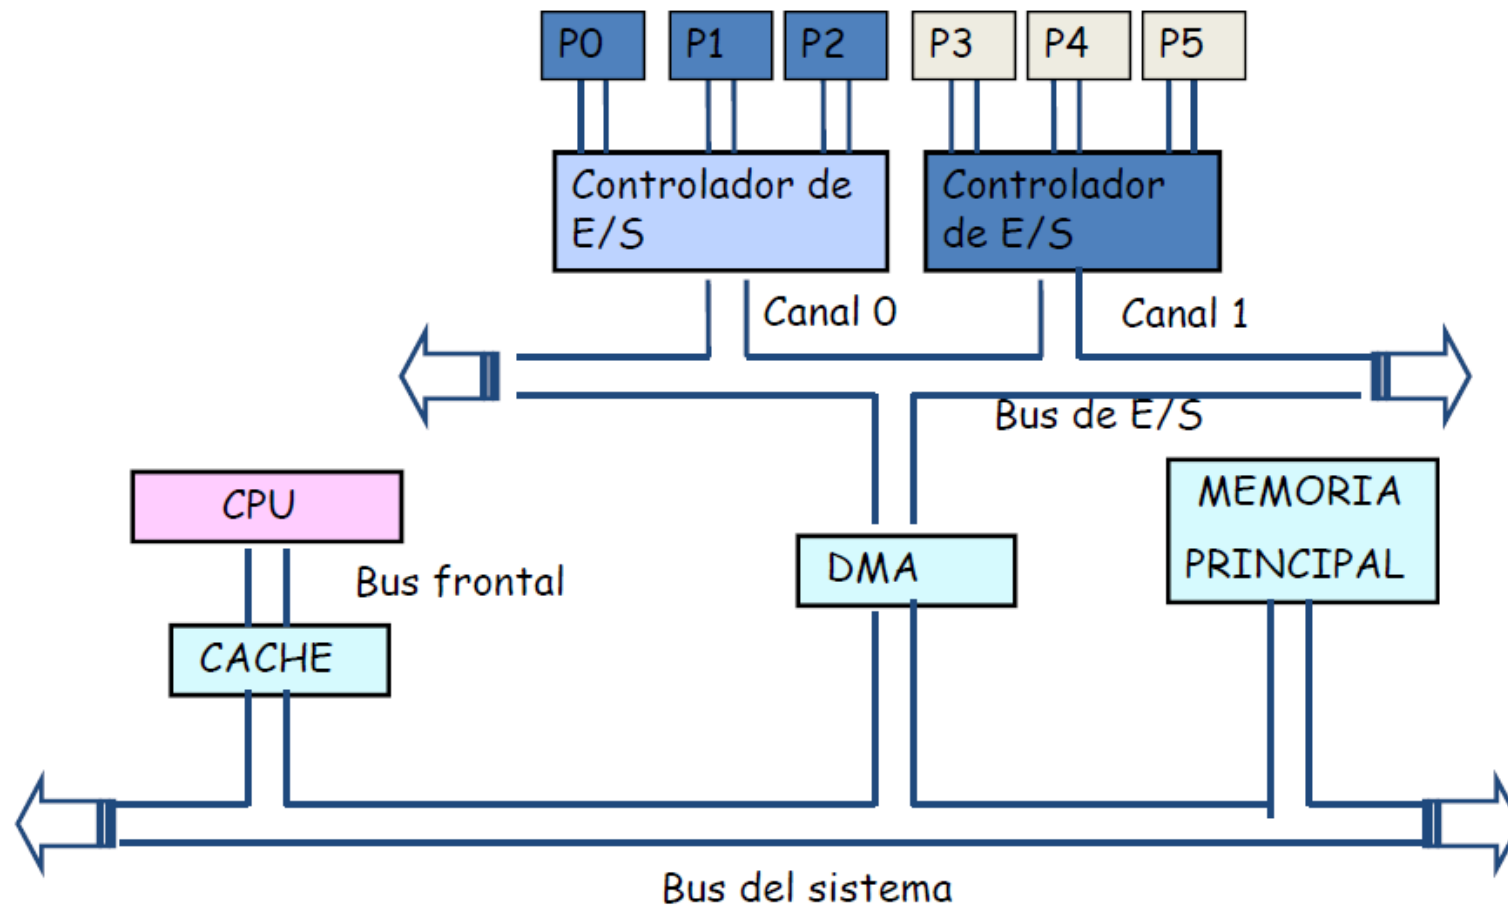 P0
P1
P2
P3
P4
P5
Controlador de
E/S
Controlador
de E/S
Canal 0
Canal 1
Bus de E/S
CPU
MEMORIA
PRINCIPAL
DMA
Bus frontal
CACHE
Bus del sistema